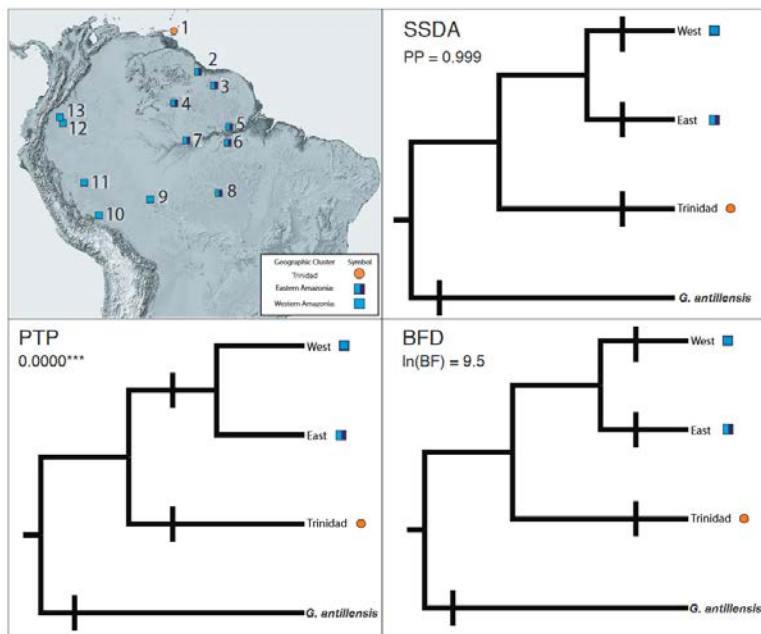 1
2
3
4
5
6
7
8
9
10
11
12
13
Geographic Cluster Symbol
Trinidad
Eastern Amazonia
Western Amazonia
SSDA
PP = 0.999
West
East
Trinidad
G. antillensis
PTP
0.0000***
West
East
Trinidad
G. antillensis
BFD
ln(BF) = 9.5
West
East
Trinidad
G. antillensis